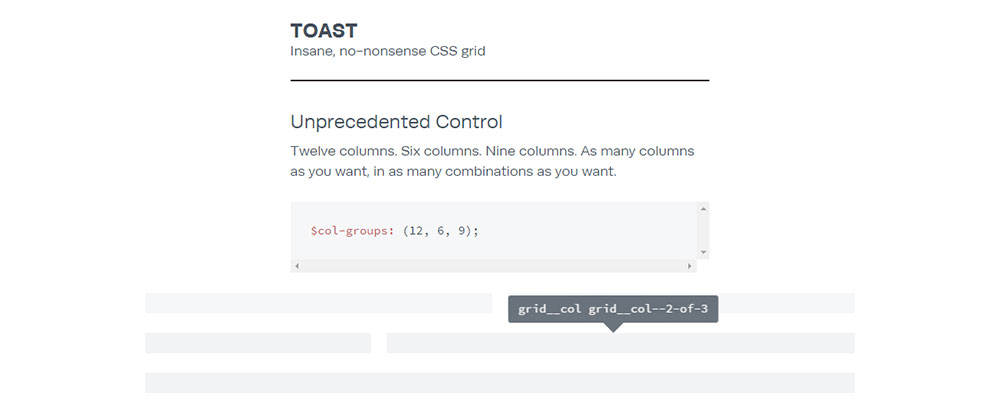 TOAST
Insane, no-nonsense CSS grid
Unprecedented Control
Twelve columns. Six columns. Nine columns. As many columns
as you want, in as many combinations as you want.
$col-groups: (12, 6, 9);
grid__col grid__col--2-of-3